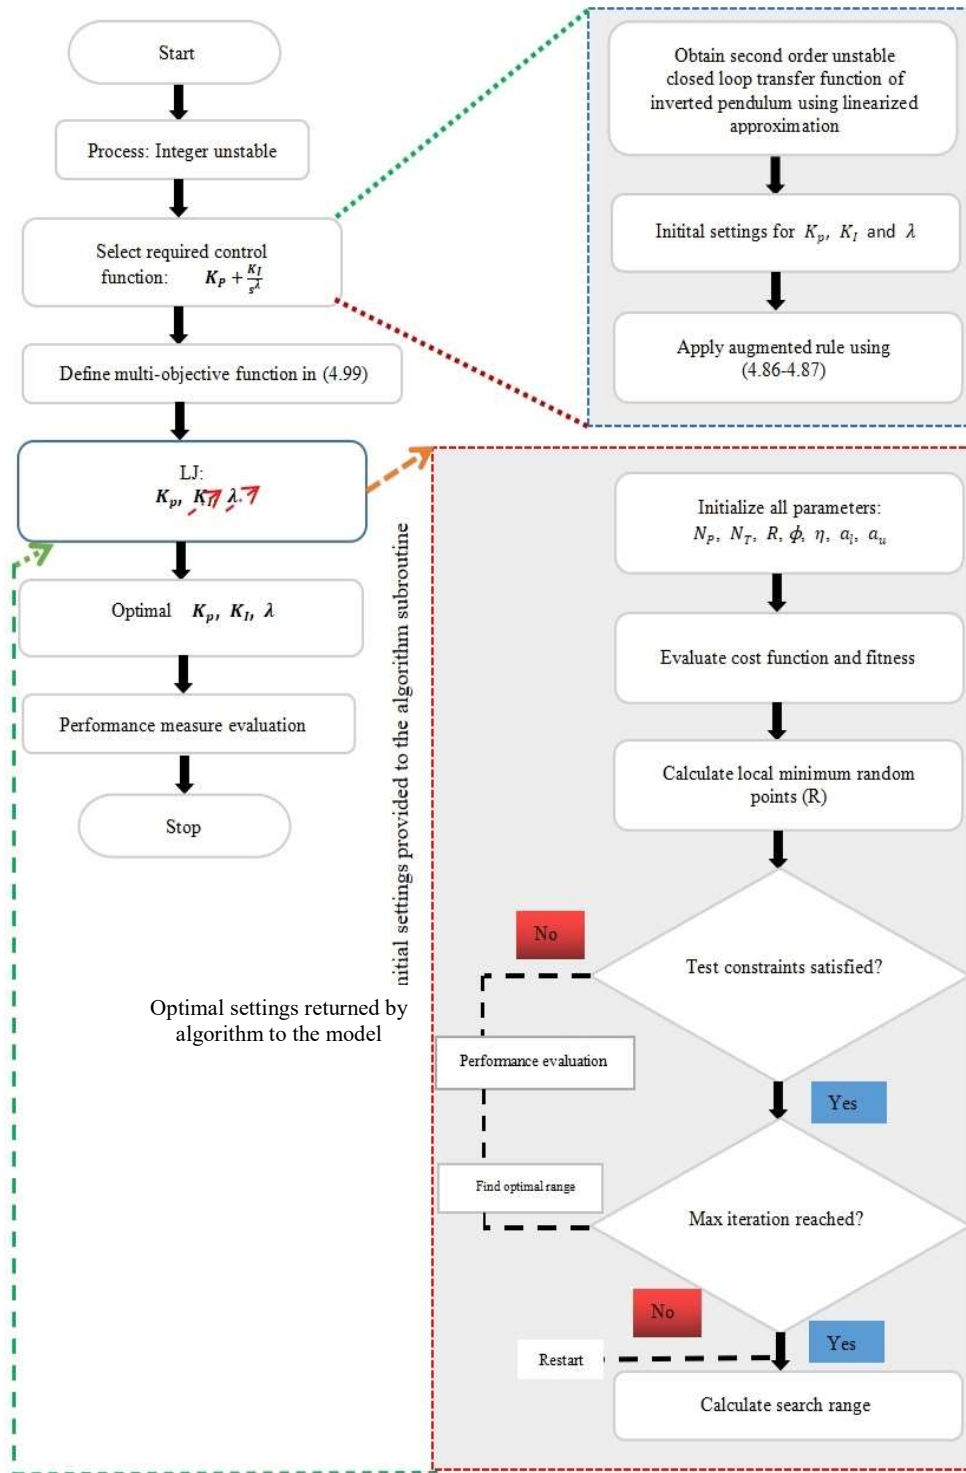 Start
Process: Integer unstable
Select required control
function: K_P + K_I/s^λ
Define multi-objective function in (4.99)
LJ:
K_p, K_I, λ
Optimal K_p, K_I, λ
Performance measure evaluation
Stop
Optimal settings returned by
algorithm to the model
nitial settings provided to the algorithm subroutine
Obtain second order unstable
closed loop transfer function of
inverted pendulum using linearized
approximation
Initital settings for K_p, K_I and λ
Apply augmented rule using
(4.86-4.87)
Initialize all parameters:
N_P, N_T, R, ϕ, η, a_l, a_u
Evaluate cost function and fitness
Calculate local minimum random
points (R)
No
Test constraints satisfied?
Performance evaluation
Yes
Find optimal range
Max iteration reached?
No
Yes
Restart
Calculate search range